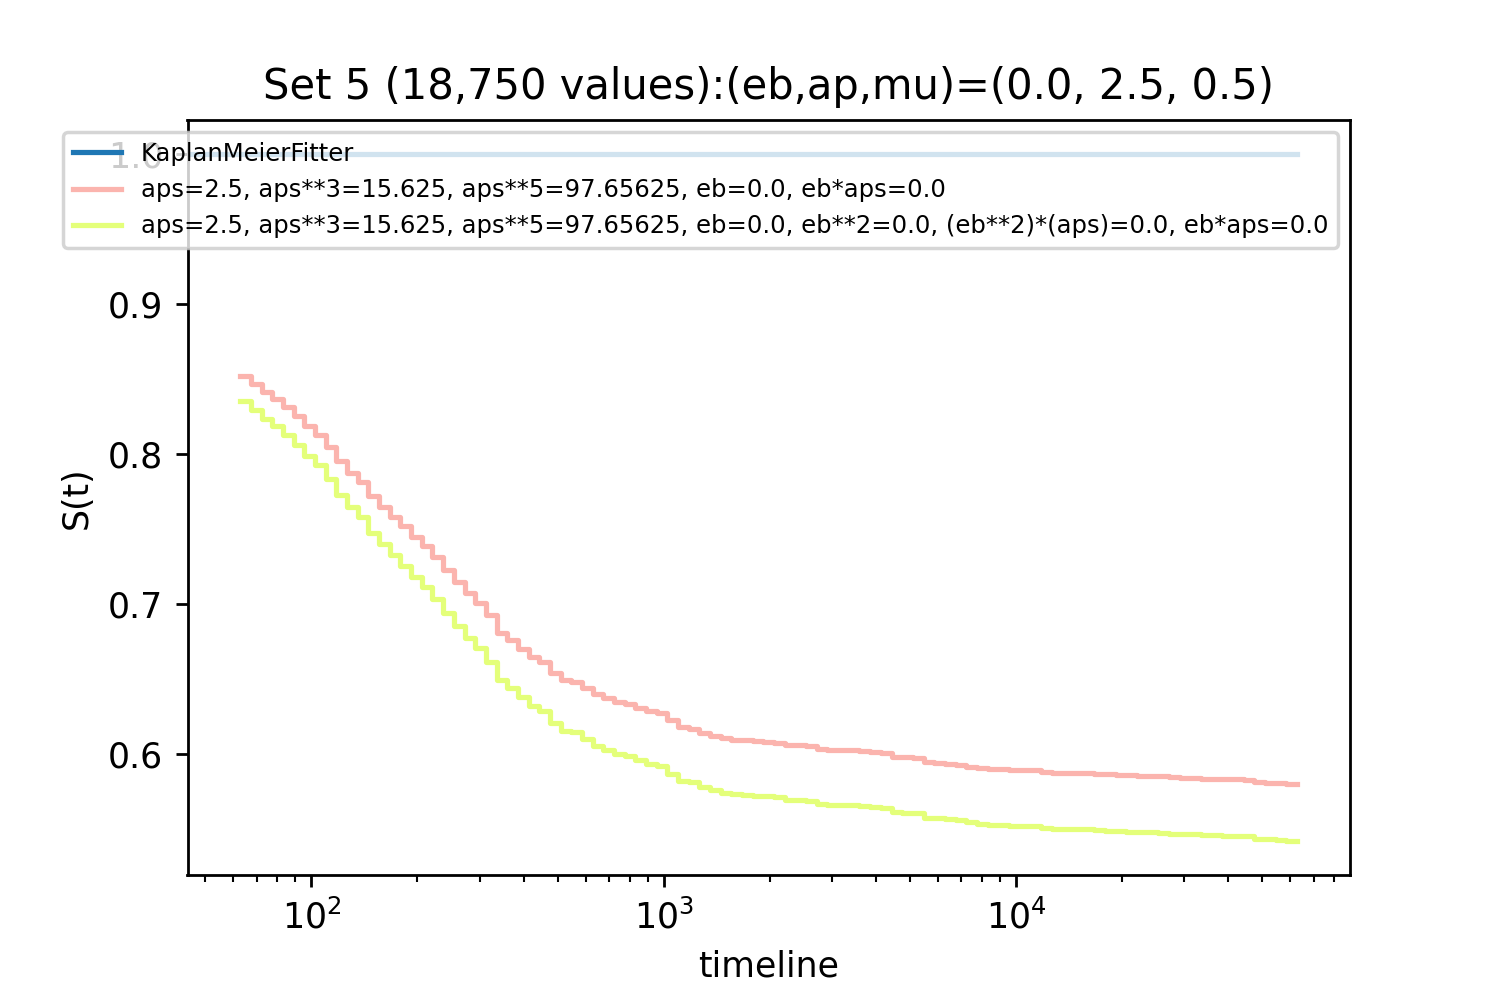 Set 5 (18,750 values):(eb,ap,mu)=(0.0, 2.5, 0.5)
1.0
KaplanMeierFitter
aps=2.5, aps**3=15.625, aps**5=97.65625, eb=0.0, eb*aps=0.0
aps=2.5, aps**3=15.625, aps**5=97.65625, eb=0.0, eb**2=0.0, (eb**2)*(aps)=0.0, eb*aps=0.0
0.9
0.8
S(t)
0.7
0.6
10² 10³ 10⁴
timeline